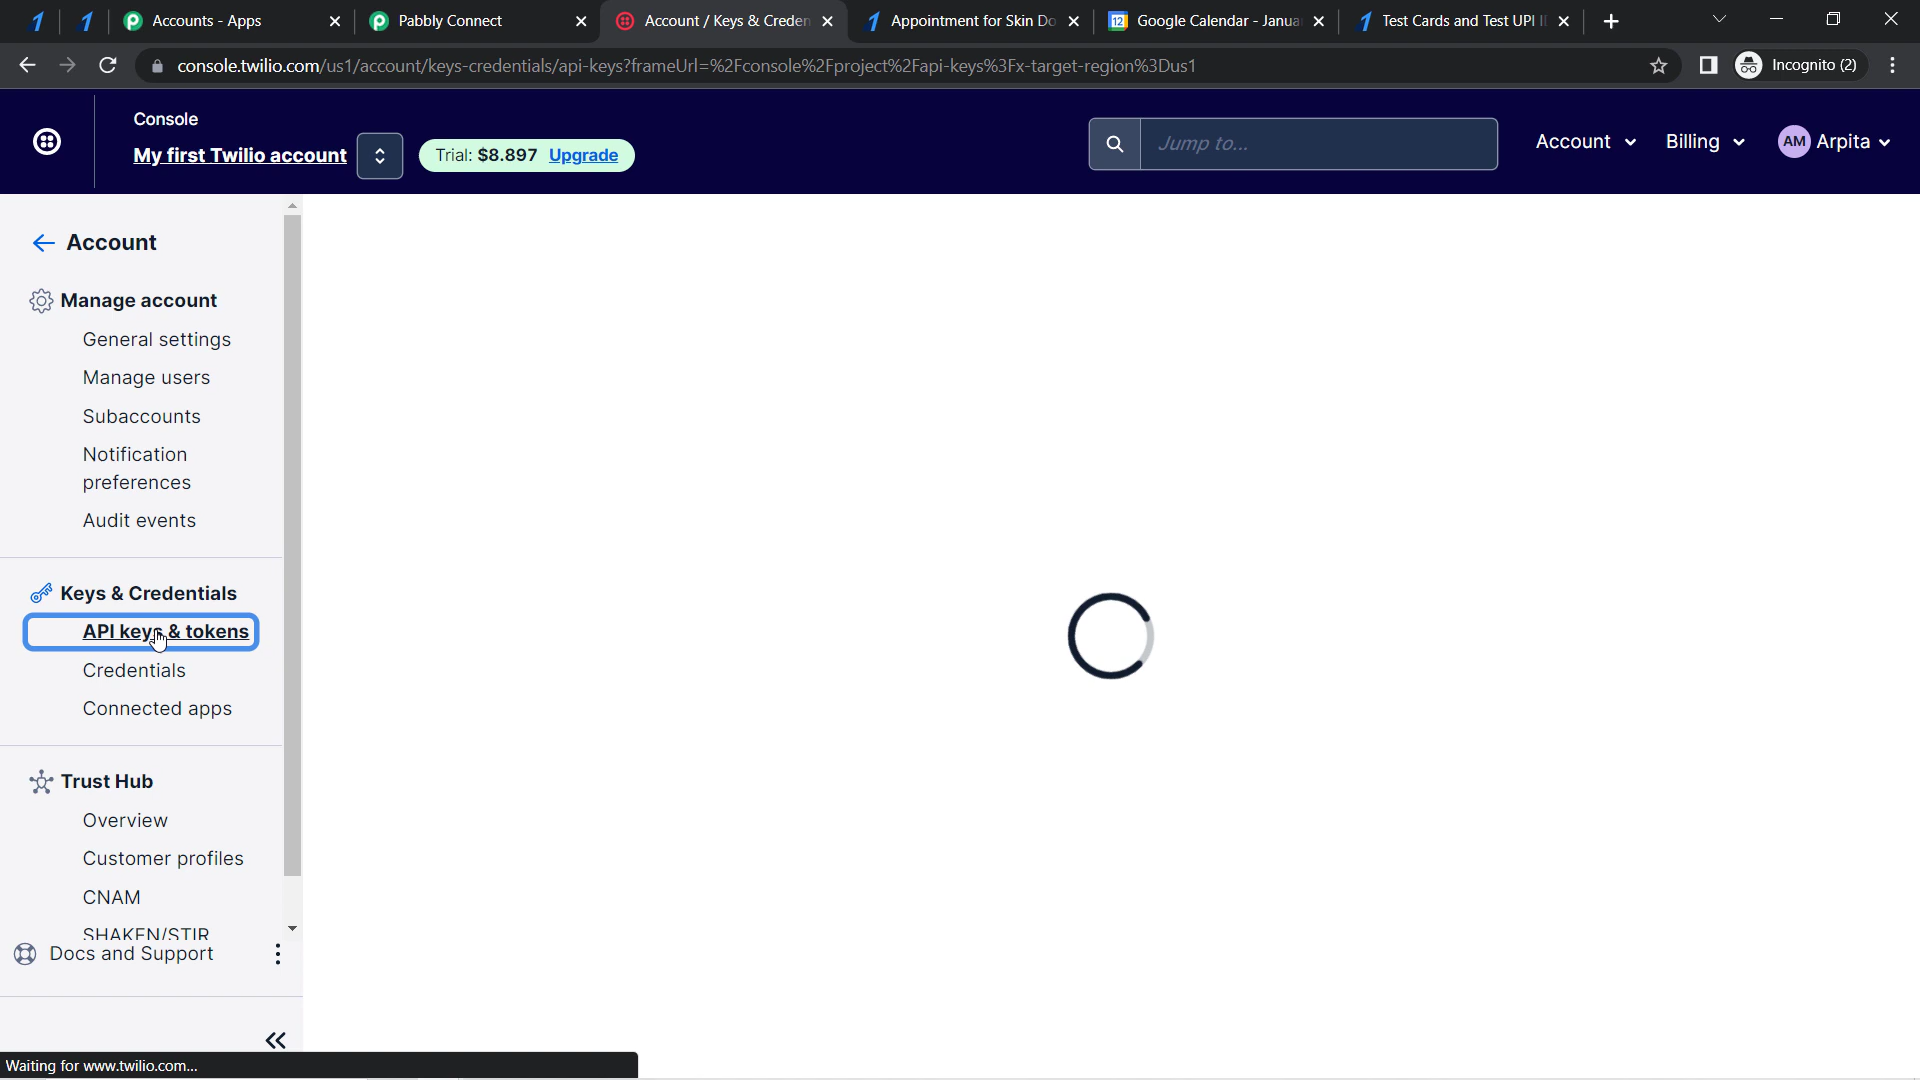 Accounts - Apps
Pabbly Connect
Account / Keys & Creden
Appointment for Skin Do
12
Google Calendar - Janua
Test Cards and Test UPI I
console.twilio.com/us1/account/keys-credentials/api-keys?frameUrl=%2Fconsole%2Fproject%2Fapi-keys%3Fx-target-region%3Dus1
Incognito (2)
Console
My first Twilio account
Trial: $8.897 Upgrade
Jump to...
Account
Billing
AM Arpita
Account
Manage account
General settings
Manage users
Subaccounts
Notification
preferences
Audit events
Keys & Credentials
API keys & tokens
Credentials
Connected apps
Trust Hub
Overview
Customer profiles
CNAM
SHAKEN/STIR
Docs and Support
Waiting for www.twilio.com...